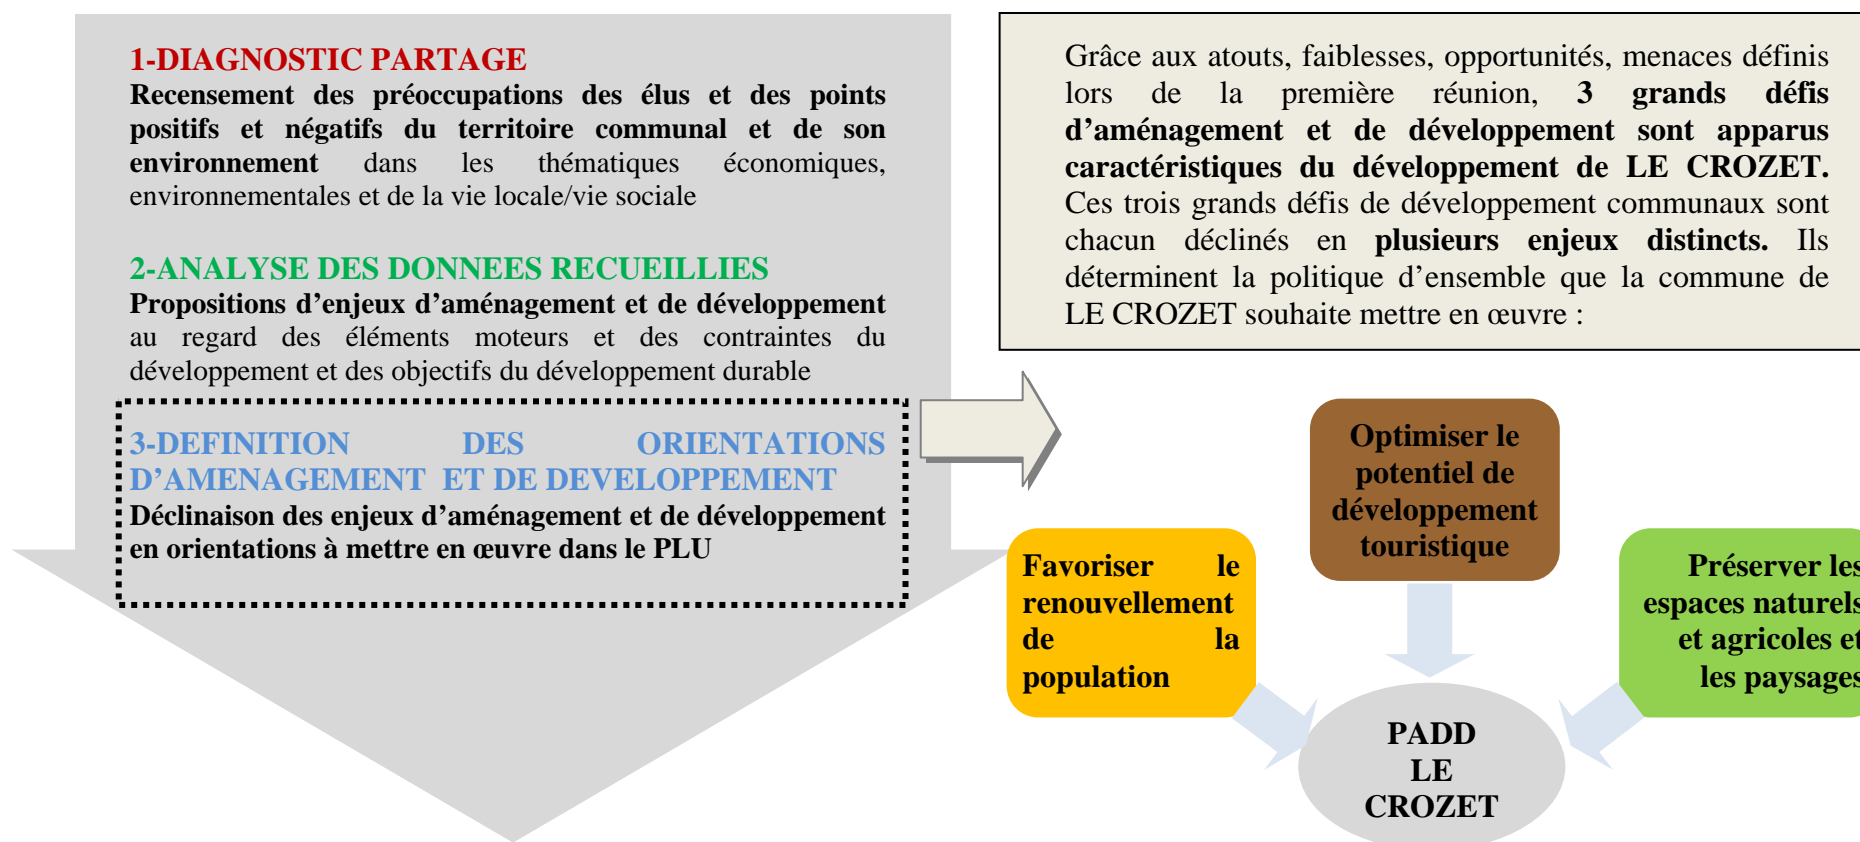 1-DIAGNOSTIC PARTAGE
Recensement des préoccupations des élus et des points
positifs et négatifs du territoire communal et de son
environnement dans les thématiques économiques,
environnementales et de la vie locale/vie sociale
2-ANALYSE DES DONNEES RECUEILLIES
Propositions d’enjeux d’aménagement et de développement
au regard des éléments moteurs et des contraintes du
développement et des objectifs du développement durable
3-DEFINITION DES ORIENTATIONS
D’AMENAGEMENT ET DE DEVELOPPEMENT
Déclinaison des enjeux d’aménagement et de développement
en orientations à mettre en œuvre dans le PLU
Grâce aux atouts, faiblesses, opportunités, menaces définis
lors de la première réunion, 3 grands défis
d’aménagement et de développement sont apparus
caractéristiques du développement de LE CROZET.
Ces trois grands défis de développement communaux sont
chacun déclinés en plusieurs enjeux distincts. Ils
déterminent la politique d’ensemble que la commune de
LE CROZET souhaite mettre en œuvre :
Optimiser le
potentiel de
développement
touristique
Favoriser le
renouvellement
de la
population
Préserver les
espaces naturels
et agricoles et
les paysages
PADD
LE
CROZET